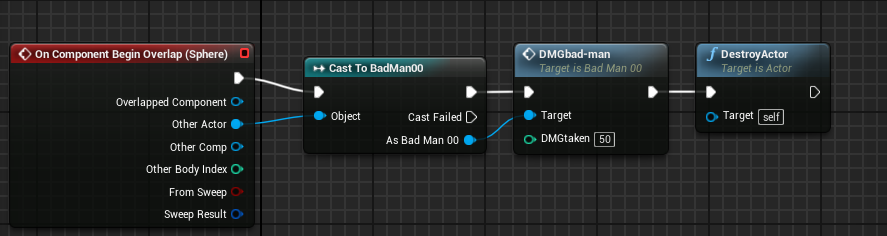 On Component Begin Overlap (Sphere)
Overlapped Component
Other Actor
Other Comp
Other Body Index
From Sweep
Sweep Result
Cast To BadMan00
Object
Cast Failed
As Bad Man 00
DMGbad-man
Target is Bad Man 00
Target
DMGtaken 50
DestroyActor
Target is Actor
Target self